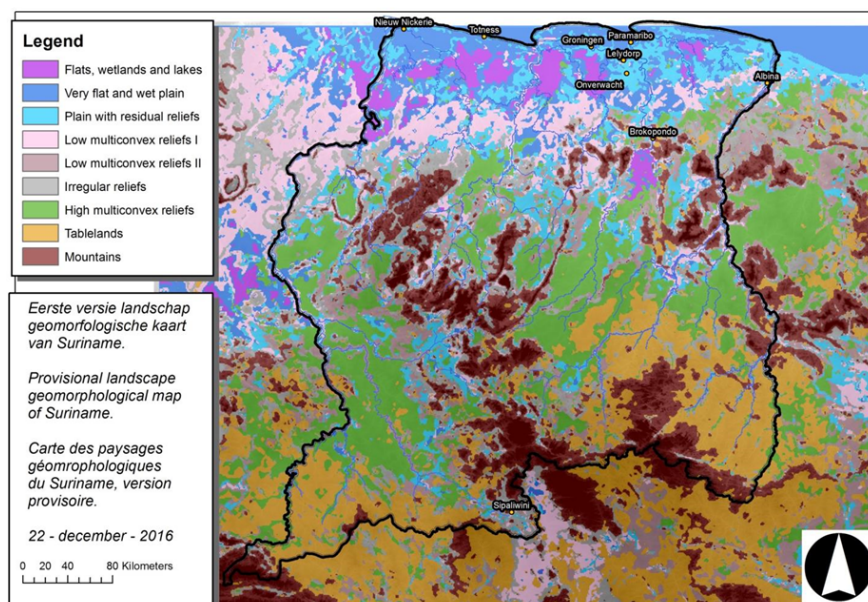 Legend
Flats, wetlands and lakes
Very flat and wet plain
Plain with residual reliefs
Low multiconvex reliefs I
Low multiconvex reliefs II
Irregular reliefs
High multiconvex reliefs
Tablelands
Mountains
Nieuw Nickerie
Totness
Groningen
Paramaribo
Lelydorp
Onverwacht
Albina
Brokopondo
Sipaliwini
Eerste versie landschap
geomorfologische kaart
van Suriname.
Provisional landscape
geomorphological map
of Suriname.
Carte des paysages
géomrophologiques
du Suriname, version
provisoire.
22 - december - 2016
0 20 40 80 Kilometers